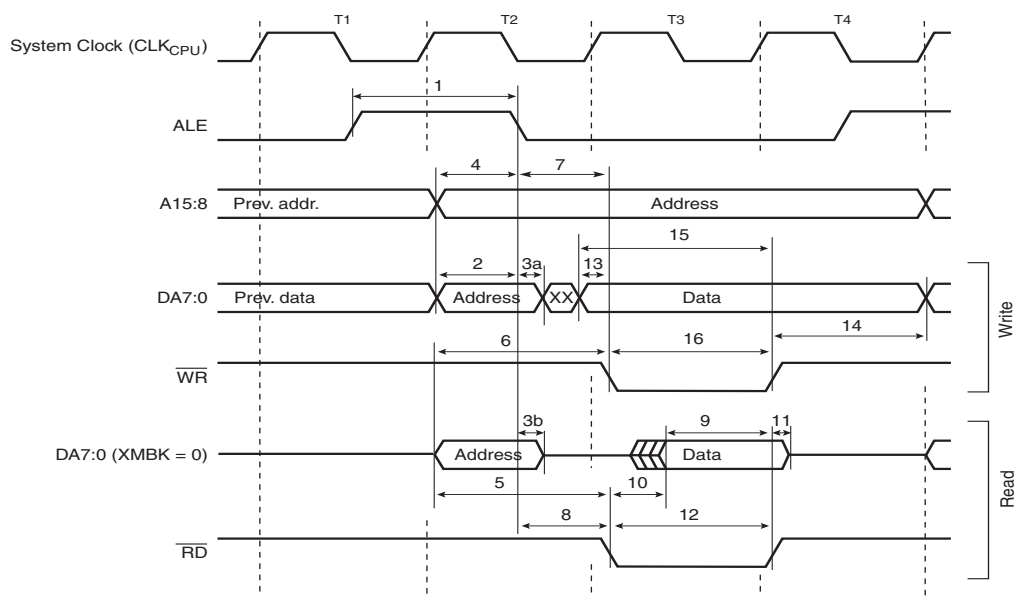 T1 T2 T3 T4
System Clock (CLKCPU)
1
ALE
4 7
A15:8 Prev. addr. Address
15
2 3a 13
DA7:0 Prev. data Address XX Data
14
6 16
WR
Write
3b 9 11
DA7:0 (XMBK = 0) Address Data
5 10
8 12
RD
Read